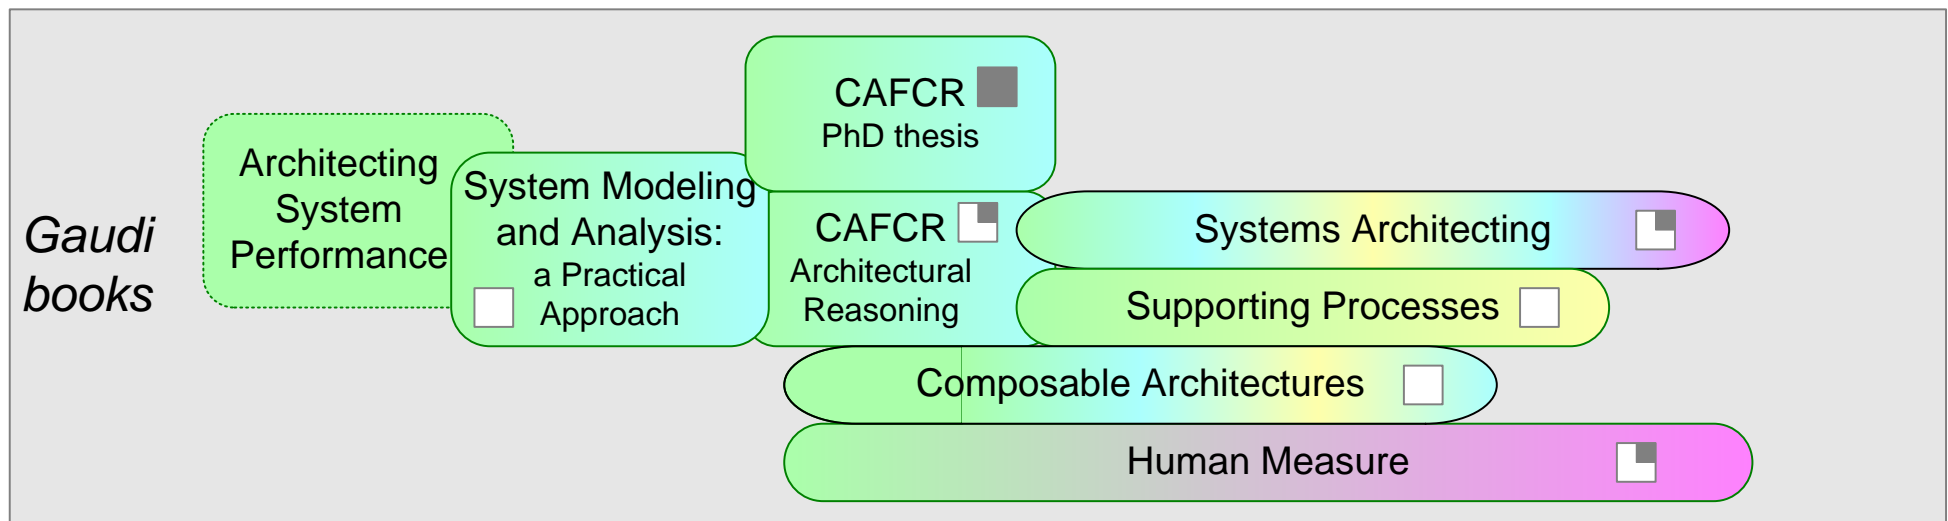 Gaudi
books
Architecting
System
Performance
System Modeling
and Analysis:
a Practical
Approach
CAFCR
PhD thesis
CAFCR
Architectural
Reasoning
Systems Architecting
Supporting Processes
Composable Architectures
Human Measure